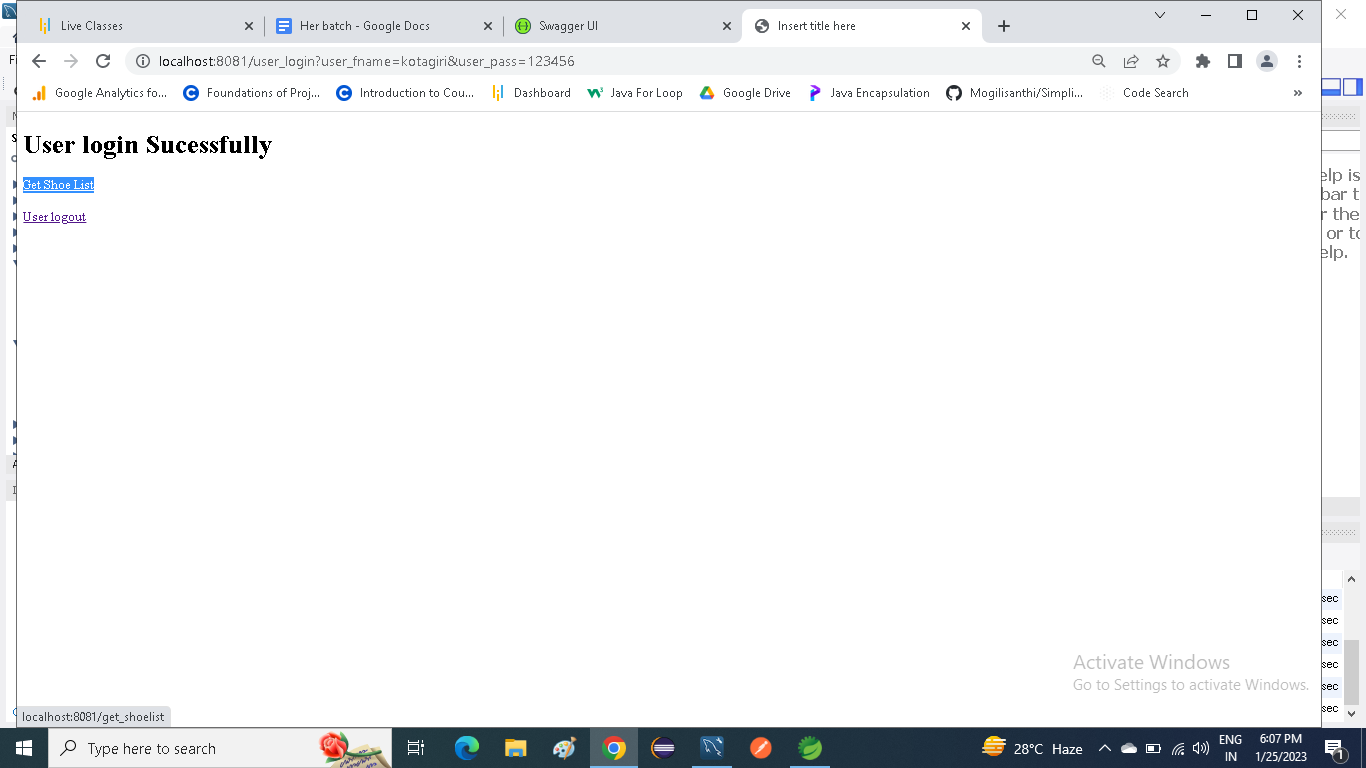 Live Classes
Her batch - Google Docs
Swagger UI
Insert title here
localhost:8081/user_login?user_fname=kotagiri&user_pass=123456
Google Analytics fo...
Foundations of Proj...
Introduction to Cou...
Dashboard
Java For Loop
Google Drive
Java Encapsulation
Mogilisanthi/Simpli...
Code Search
»
User login Sucessfully
Get Shoe List
User logout
elp is
bar t
r the
or to
elp.
sec
sec
sec
sec
sec
sec
Activate Windows
Go to Settings to activate Windows.
localhost:8081/get_shoelist
Type here to search
28°C Haze
ENG
IN
6:07 PM
1/25/2023
1